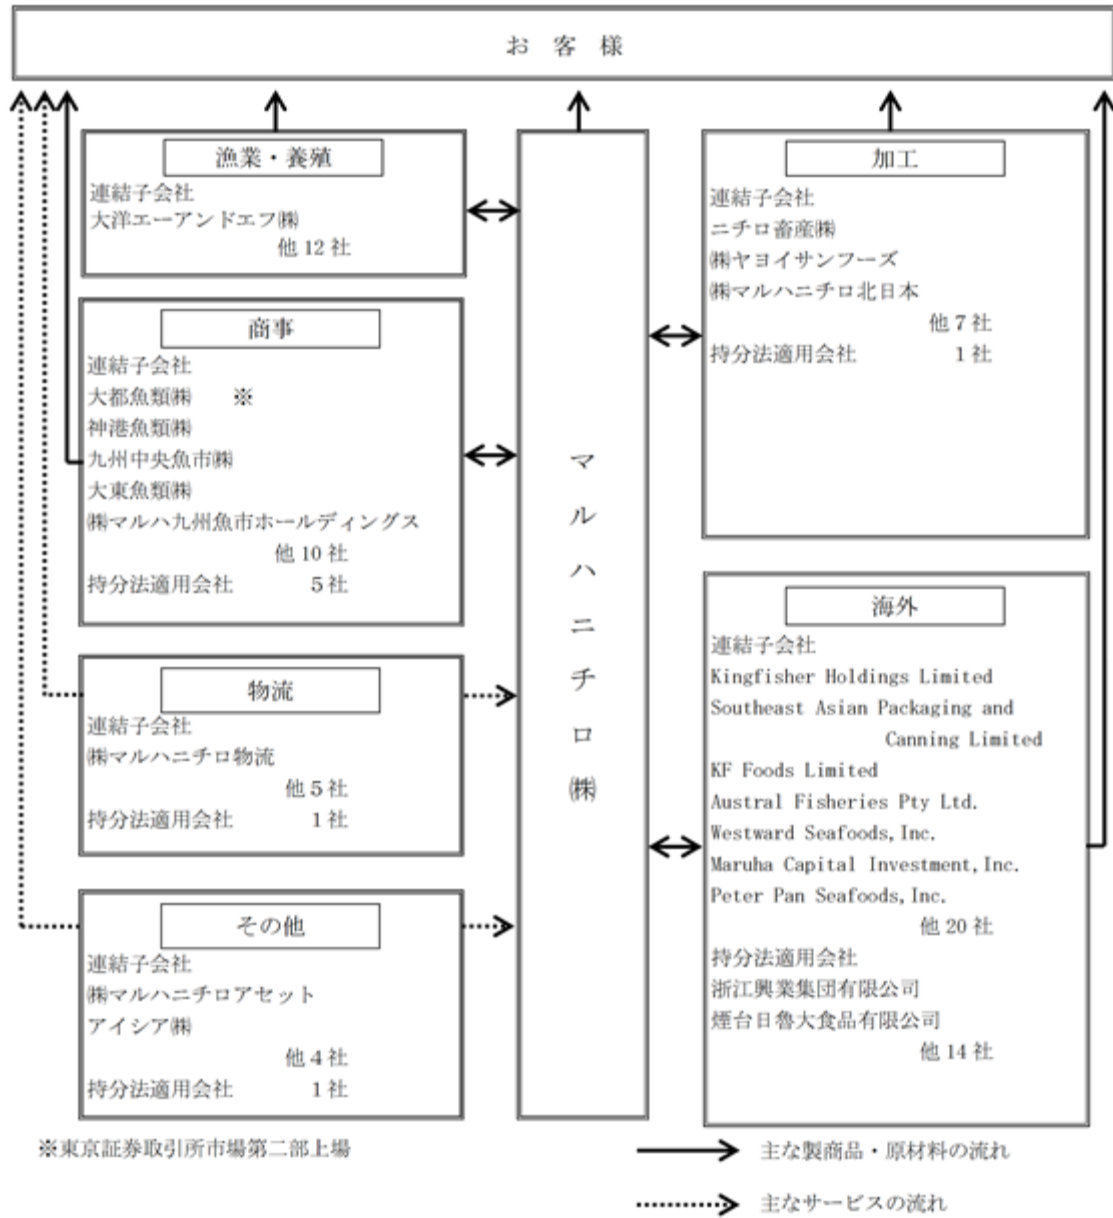 お 客 様
漁業・養殖
連結子会社
大洋エーアンドエフ㈱
他 12 社
商事
連結子会社
大都魚類㈱ ※
神港魚類㈱
九州中央魚市㈱
大東魚類㈱
㈱マルハ九州魚市ホールディングス
他 10 社
持分法適用会社 5 社
物流
連結子会社
㈱マルハニチロ物流
他 5 社
持分法適用会社 1 社
その他
連結子会社
㈱マルハニチロアセット
アイシア㈱
他 4 社
持分法適用会社 1 社
マルハニチロ㈱
加工
連結子会社
ニチロ畜産㈱
㈱ヤヨイサンフーズ
㈱マルハニチロ北日本
他 7 社
持分法適用会社 1 社
海外
連結子会社
Kingfisher Holdings Limited
Southeast Asian Packaging and
Canning Limited
KF Foods Limited
Austral Fisheries Pty Ltd.
Westward Seafoods, Inc.
Maruha Capital Investment, Inc.
Peter Pan Seafoods, Inc.
他 20 社
持分法適用会社
浙江興業集団有限公司
煙台日魯大食品有限公司
他 14 社
※東京証券取引所市場第二部上場
主な製商品・原材料の流れ
主なサービスの流れ